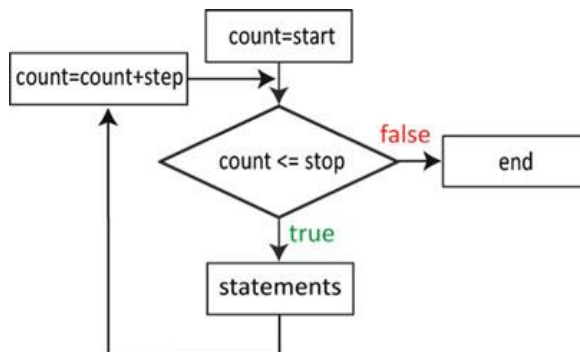 count=start
count=count+step
count <= stop
false
end
true
statements